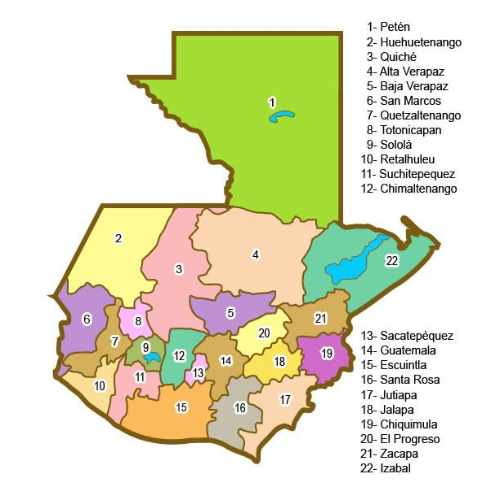 1- Petén
2- Huehuetenango
3- Quiché
4- Alta Verapaz
5- Baja Verapaz
6- San Marcos
7- Quetzaltenango
8- Totonicapan
9- Sololá
10- Retalhuleu
11- Suchitepequez
12- Chimaltenango
1
2
3
4
22
5
6
7
8
9
10
11
12
13
14
15
16
17
18
19
20
21
13- Sacatepéquez
14- Guatemala
15- Escuintla
16- Santa Rosa
17- Jutiapa
18- Jalapa
19- Chiquimula
20- El Progreso
21- Zacapa
22- Izabal